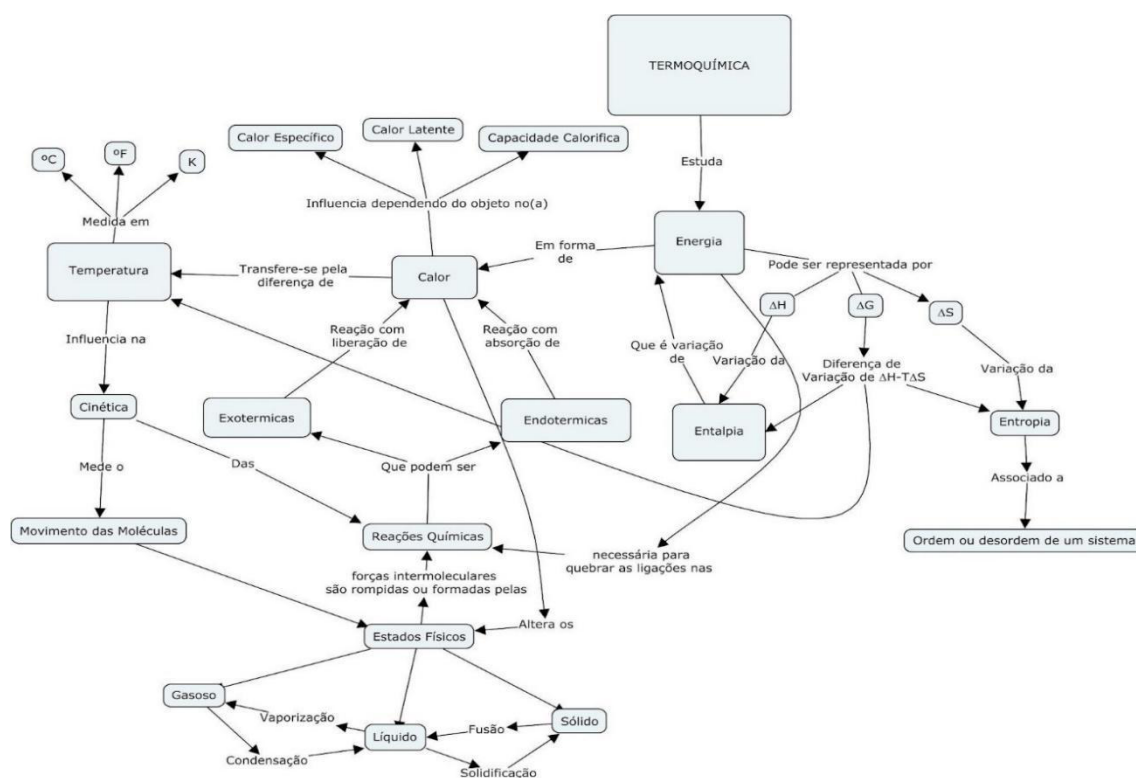 TERMOQUÍMICA
Estuda
Calor Específico
Calor Latente
Capacidade Calorifica
ºC
ºF
K
Medida em
Influencia dependendo do objeto no(a)
Temperatura
Transfere-se pela
diferença de
Calor
Em forma
de
Energia
Pode ser representada por
ΔH
ΔG
ΔS
Influencia na
Reação com
liberação de
Reação com
absorção de
Que é variação
de
Variação da
Diferença de
Variação de ΔH-TΔS
Variação da
Cinética
Exotermicas
Endotermicas
Entalpia
Entropia
Mede o
Das
Que podem ser
Associado a
Movimento das Moléculas
Reações Químicas
necessária para
quebrar as ligações nas
Ordem ou desordem de um sistema
forças intermoleculares
são rompidas ou formadas pelas
Estados Físicos
Altera os
Gasoso
Vaporização
Líquido
Fusão
Sólido
Condensação
Solidificação